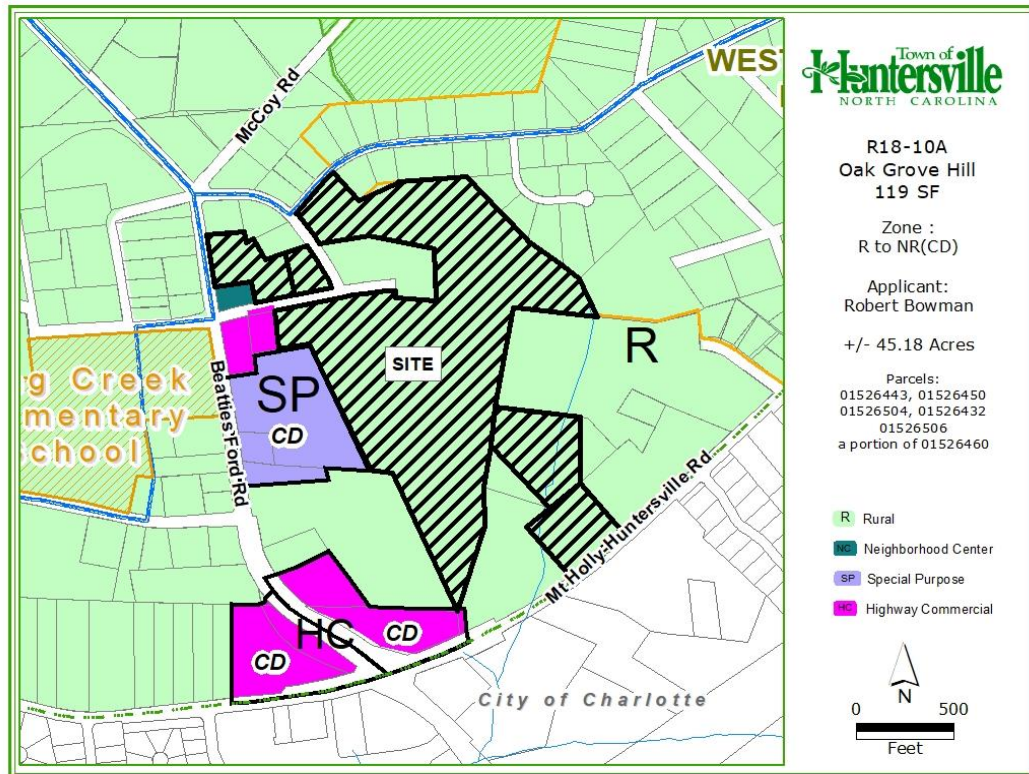 WEST
McCoy Rd
R
SITE
SP
CD
g Creek
mentary
chool
Beatties Ford Rd
Mt Holly-Huntersville Rd
HC
CD
CD
City of Charlotte
Town of
Huntersville
NORTH CAROLINA
R18-10A
Oak Grove Hill
119 SF
Zone :
R to NR(CD)
Applicant:
Robert Bowman
+/- 45.18 Acres
Parcels:
01526443, 01526450
01526504, 01526432
01526506
a portion of 01526460
R Rural
NC Neighborhood Center
SP Special Purpose
HC Highway Commercial
N
0 500
Feet